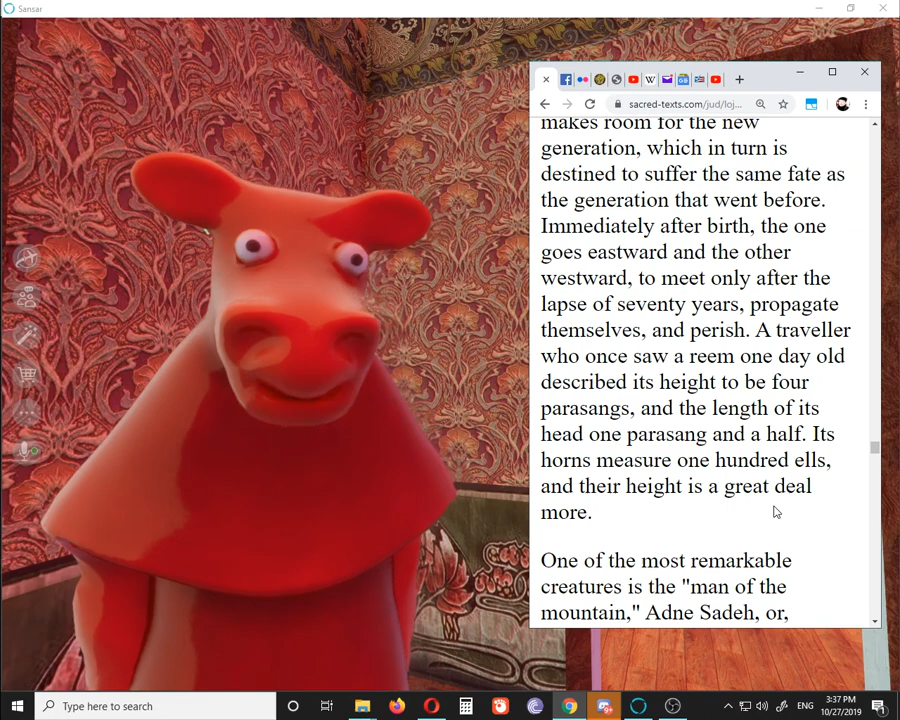 Sansar
sacred-texts.com/jud/loj...
makes room for the new
generation, which in turn is
destined to suffer the same fate as
the generation that went before.
Immediately after birth, the one
goes eastward and the other
westward, to meet only after the
lapse of seventy years, propagate
themselves, and perish. A traveller
who once saw a reem one day old
described its height to be four
parasangs, and the length of its
head one parasang and a half. Its
horns measure one hundred ells,
and their height is a great deal
more.
One of the most remarkable
creatures is the "man of the
mountain," Adne Sadeh, or,
Type here to search
ENG
3:37 PM
10/27/2019